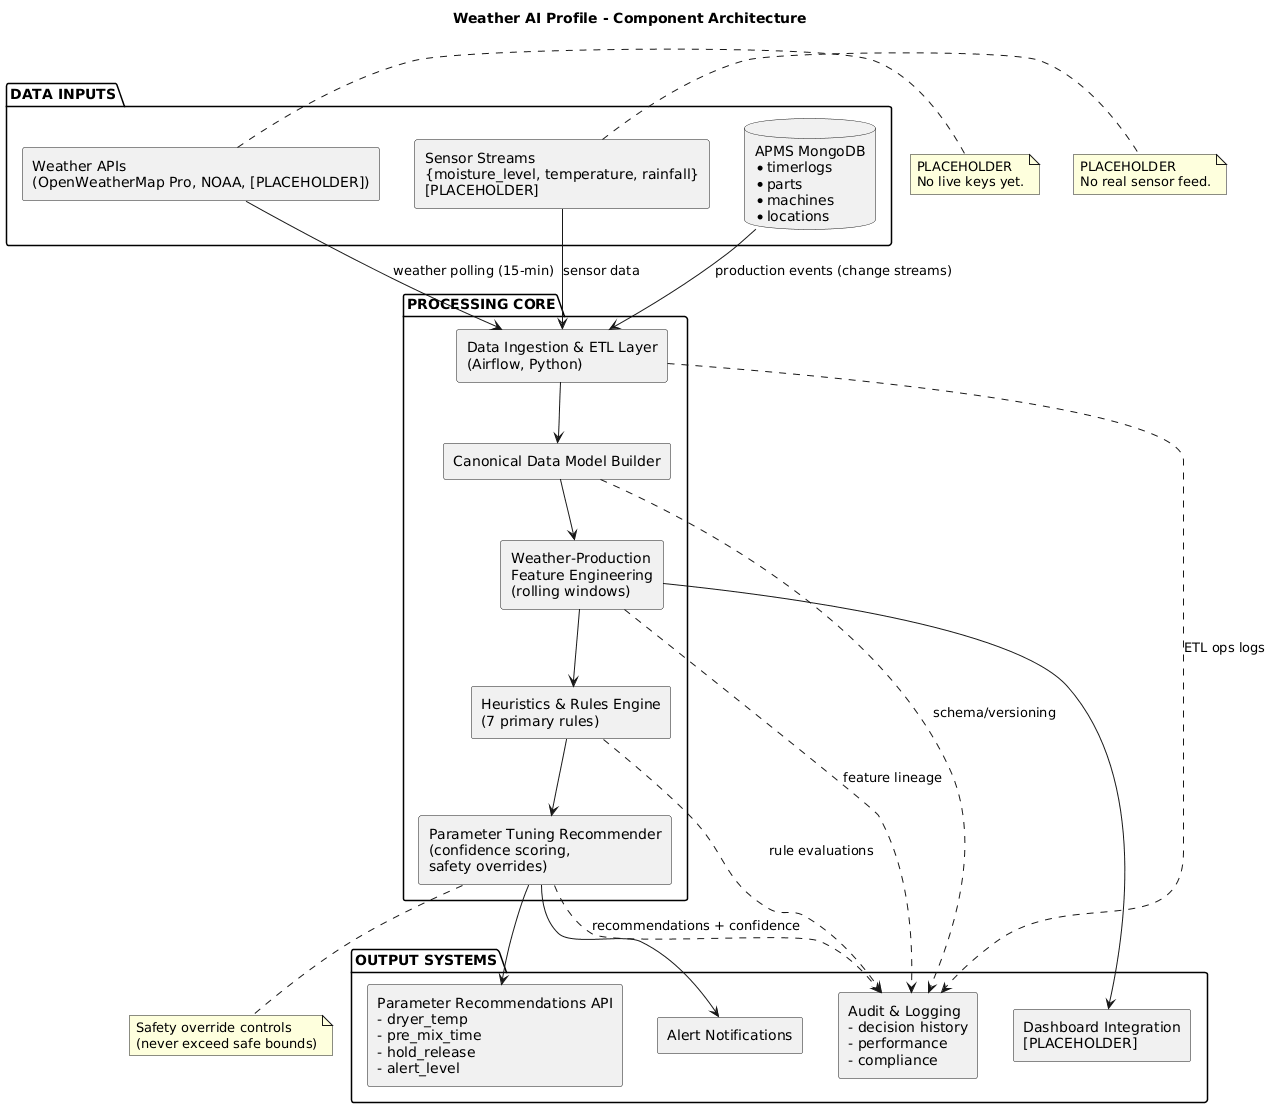 Weather AI Profile - Component Architecture
DATA INPUTS
Weather APIs
(OpenWeatherMap Pro, NOAA, [PLACEHOLDER])
Sensor Streams
{moisture_level, temperature, rainfall}
[PLACEHOLDER]
APMS MongoDB
• timerlogs
• parts
• machines
• locations
PLACEHOLDER
No live keys yet.
PLACEHOLDER
No real sensor feed.
weather polling (15-min)
sensor data
production events (change streams)
PROCESSING CORE
Data Ingestion & ETL Layer
(Airflow, Python)
Canonical Data Model Builder
Weather-Production
Feature Engineering
(rolling windows)
ETL ops logs
Heuristics & Rules Engine
(7 primary rules)
schema/versioning
feature lineage
Parameter Tuning Recommender
(confidence scoring,
safety overrides)
rule evaluations
recommendations + confidence
OUTPUT SYSTEMS
Safety override controls
(never exceed safe bounds)
Parameter Recommendations API
- dryer_temp
- pre_mix_time
- hold_release
- alert_level
Alert Notifications
Audit & Logging
- decision history
- performance
- compliance
Dashboard Integration
[PLACEHOLDER]